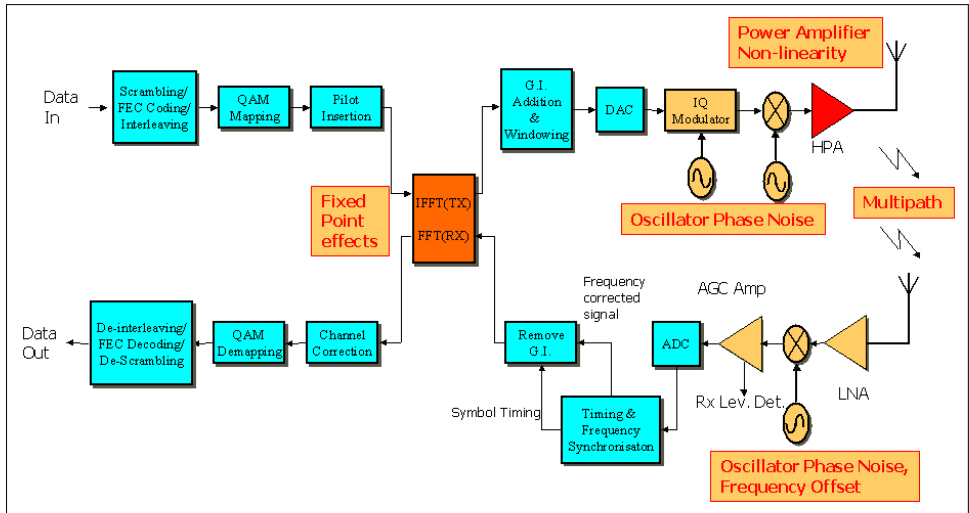 Power Amplifier
Non-linearity
Data
In
Scrambling/
FEC Coding/
Interleaving
QAM
Mapping
Pilot
Insertion
G.I.
Addition
&
Windowing
DAC
IQ
Modulator
HPA
Fixed
Point
effects
IFFT(TX)
FFT(RX)
Oscillator Phase Noise
Multipath
Frequency
corrected
signal
AGC Amp
Data
Out
De-interleaving/
FEC Decoding/
De-Scrambling
QAM
Demapping
Channel
Correction
Remove
G.I.
ADC
LNA
Rx Lev. Det.
Symbol Timing
Timing &
Frequency
Synchronisaton
Oscillator Phase Noise,
Frequency Offset